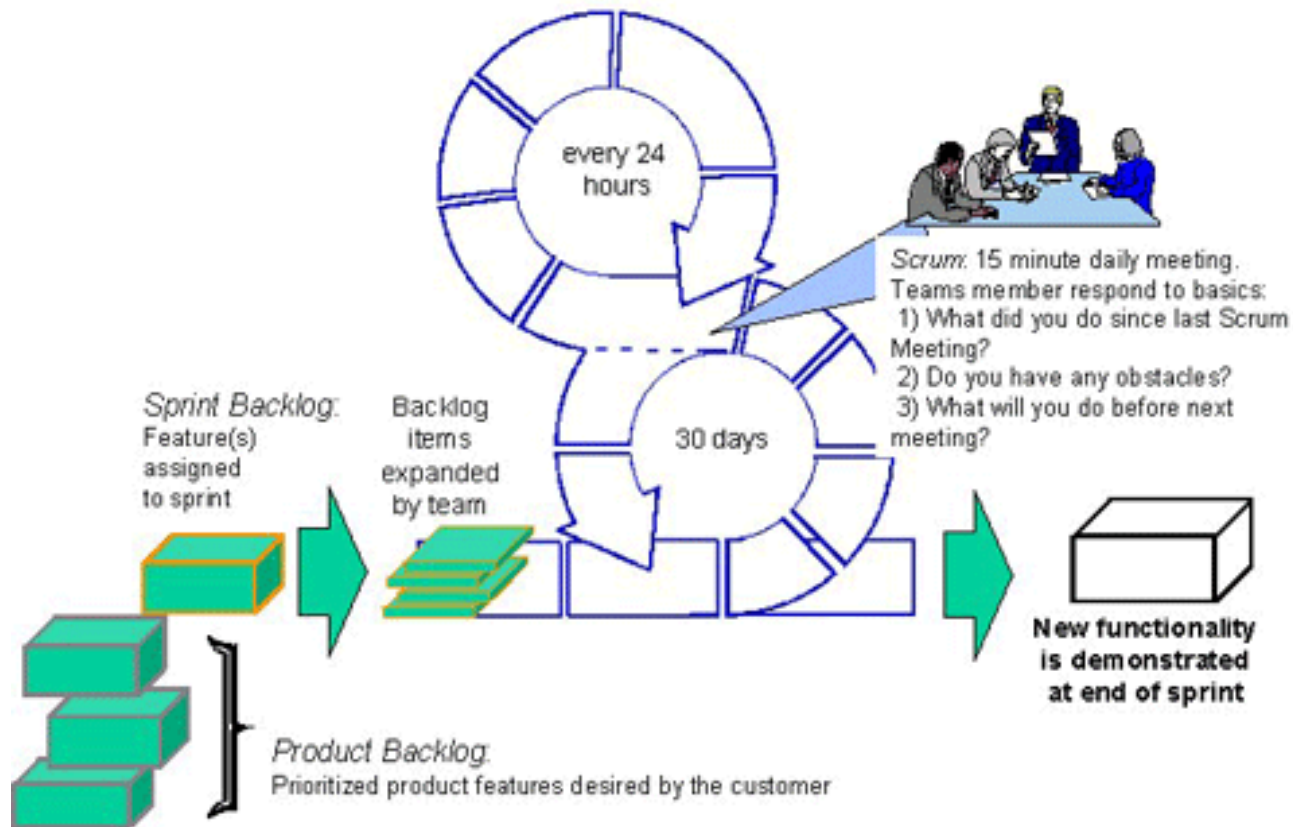 every 24
hours
Scrum: 15 minute daily meeting.
Teams member respond to basics:
1) What did you do since last Scrum
Meeting?
2) Do you have any obstacles?
3) What will you do before next
meeting?
30 days
Sprint Backlog:
Feature(s)
assigned
to sprint
Backlog
items
expanded
by team
New functionality
is demonstrated
at end of sprint
Product Backlog:
Prioritized product features desired by the customer